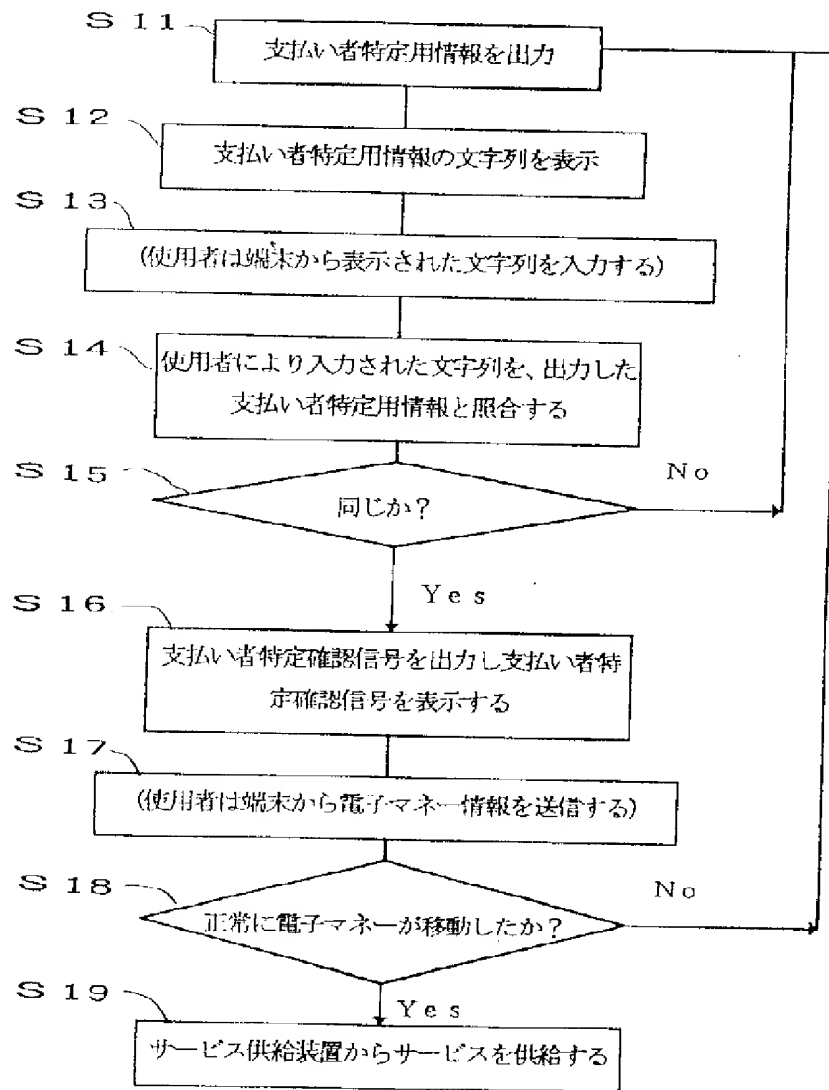 S 11
支払い者特定用情報を出力
S 12
支払い者特定用情報の文字列を表示
S 13
(使用者は端末から表示された文字列を入力する)
S 14
使用者により入力された文字列を、出力した
支払い者特定用情報と照合する
S 15
同じか?
No
Yes
S 16
支払い者特定確認信号を出力し支払い者特
定確認信号を表示する
S 17
(使用者は端末から電子マネー情報を送信する)
S 18
正常に電子マネーが移動したか?
No
Yes
S 19
サービス供給装置からサービスを供給する